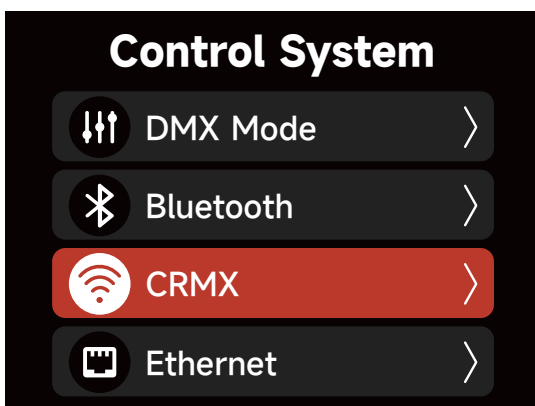 Control System
DMX Mode
Bluetooth
CRMX
Ethernet